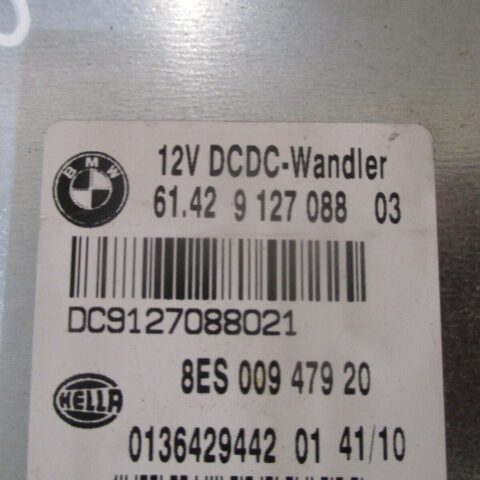 BMW
12V DCDC-Wandler
61.42 9 127 088 03
DC9127088021
8ES 009 479 20
HELLA
0136429442 01 41/10